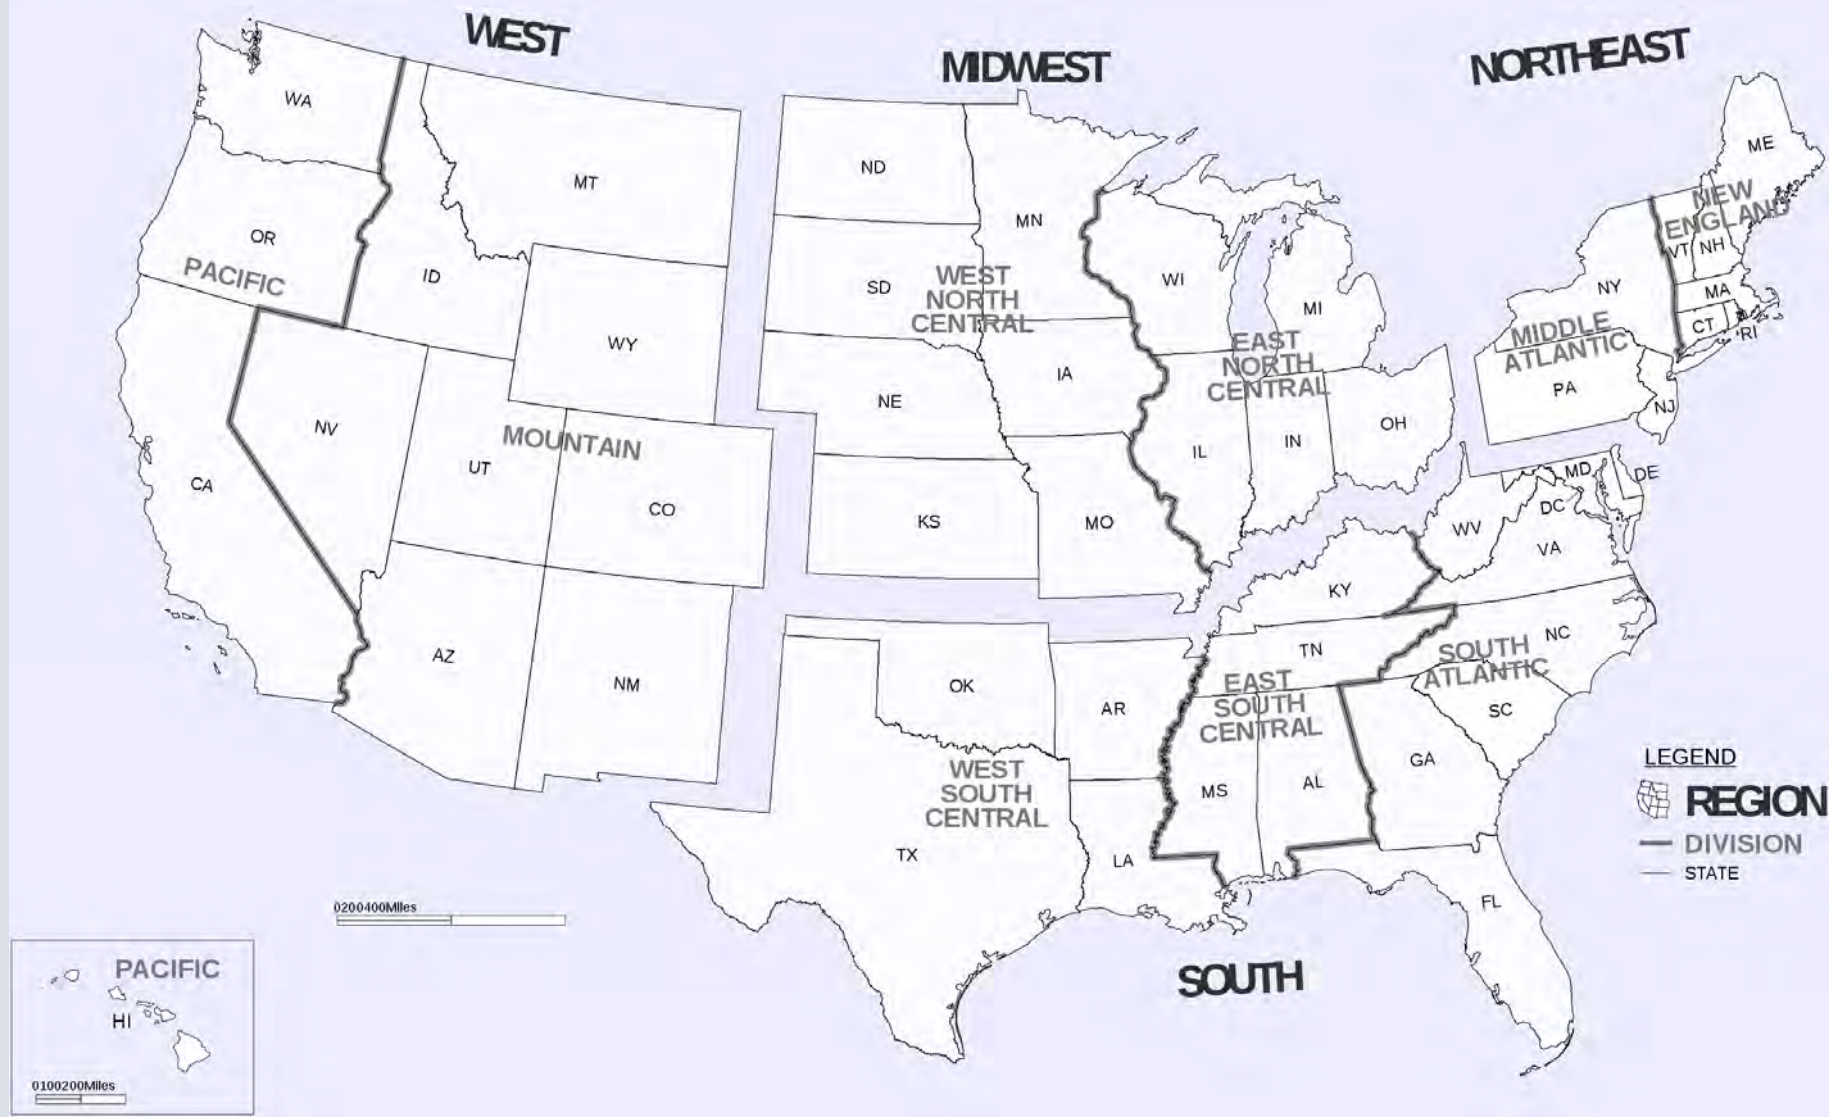 WEST
MIDWEST
NORTHEAST
WA
MT
ND
MN
ME
OR
PACIFIC
ID
SD
WEST
NORTH
CENTRAL
WI
MI
NEW
ENGLAND
VT
NH
NY
MA
CT
RI
MIDDLE
ATLANTIC
WY
NE
IA
EAST
NORTH
CENTRAL
PA
NJ
NV
MOUNTAIN
UT
CA
CO
KS
MO
IL
IN
OH
MD
DE
DC
WV
VA
KY
AZ
NM
OK
AR
TN
NC
SOUTH
ATLANTIC
EAST
SOUTH
CENTRAL
SC
WEST
SOUTH
CENTRAL
MS
AL
GA
TX
LA
FL
LEGEND
REGION
DIVISION
STATE
0200400Miles
SOUTH
PACIFIC
HI
0100200Miles